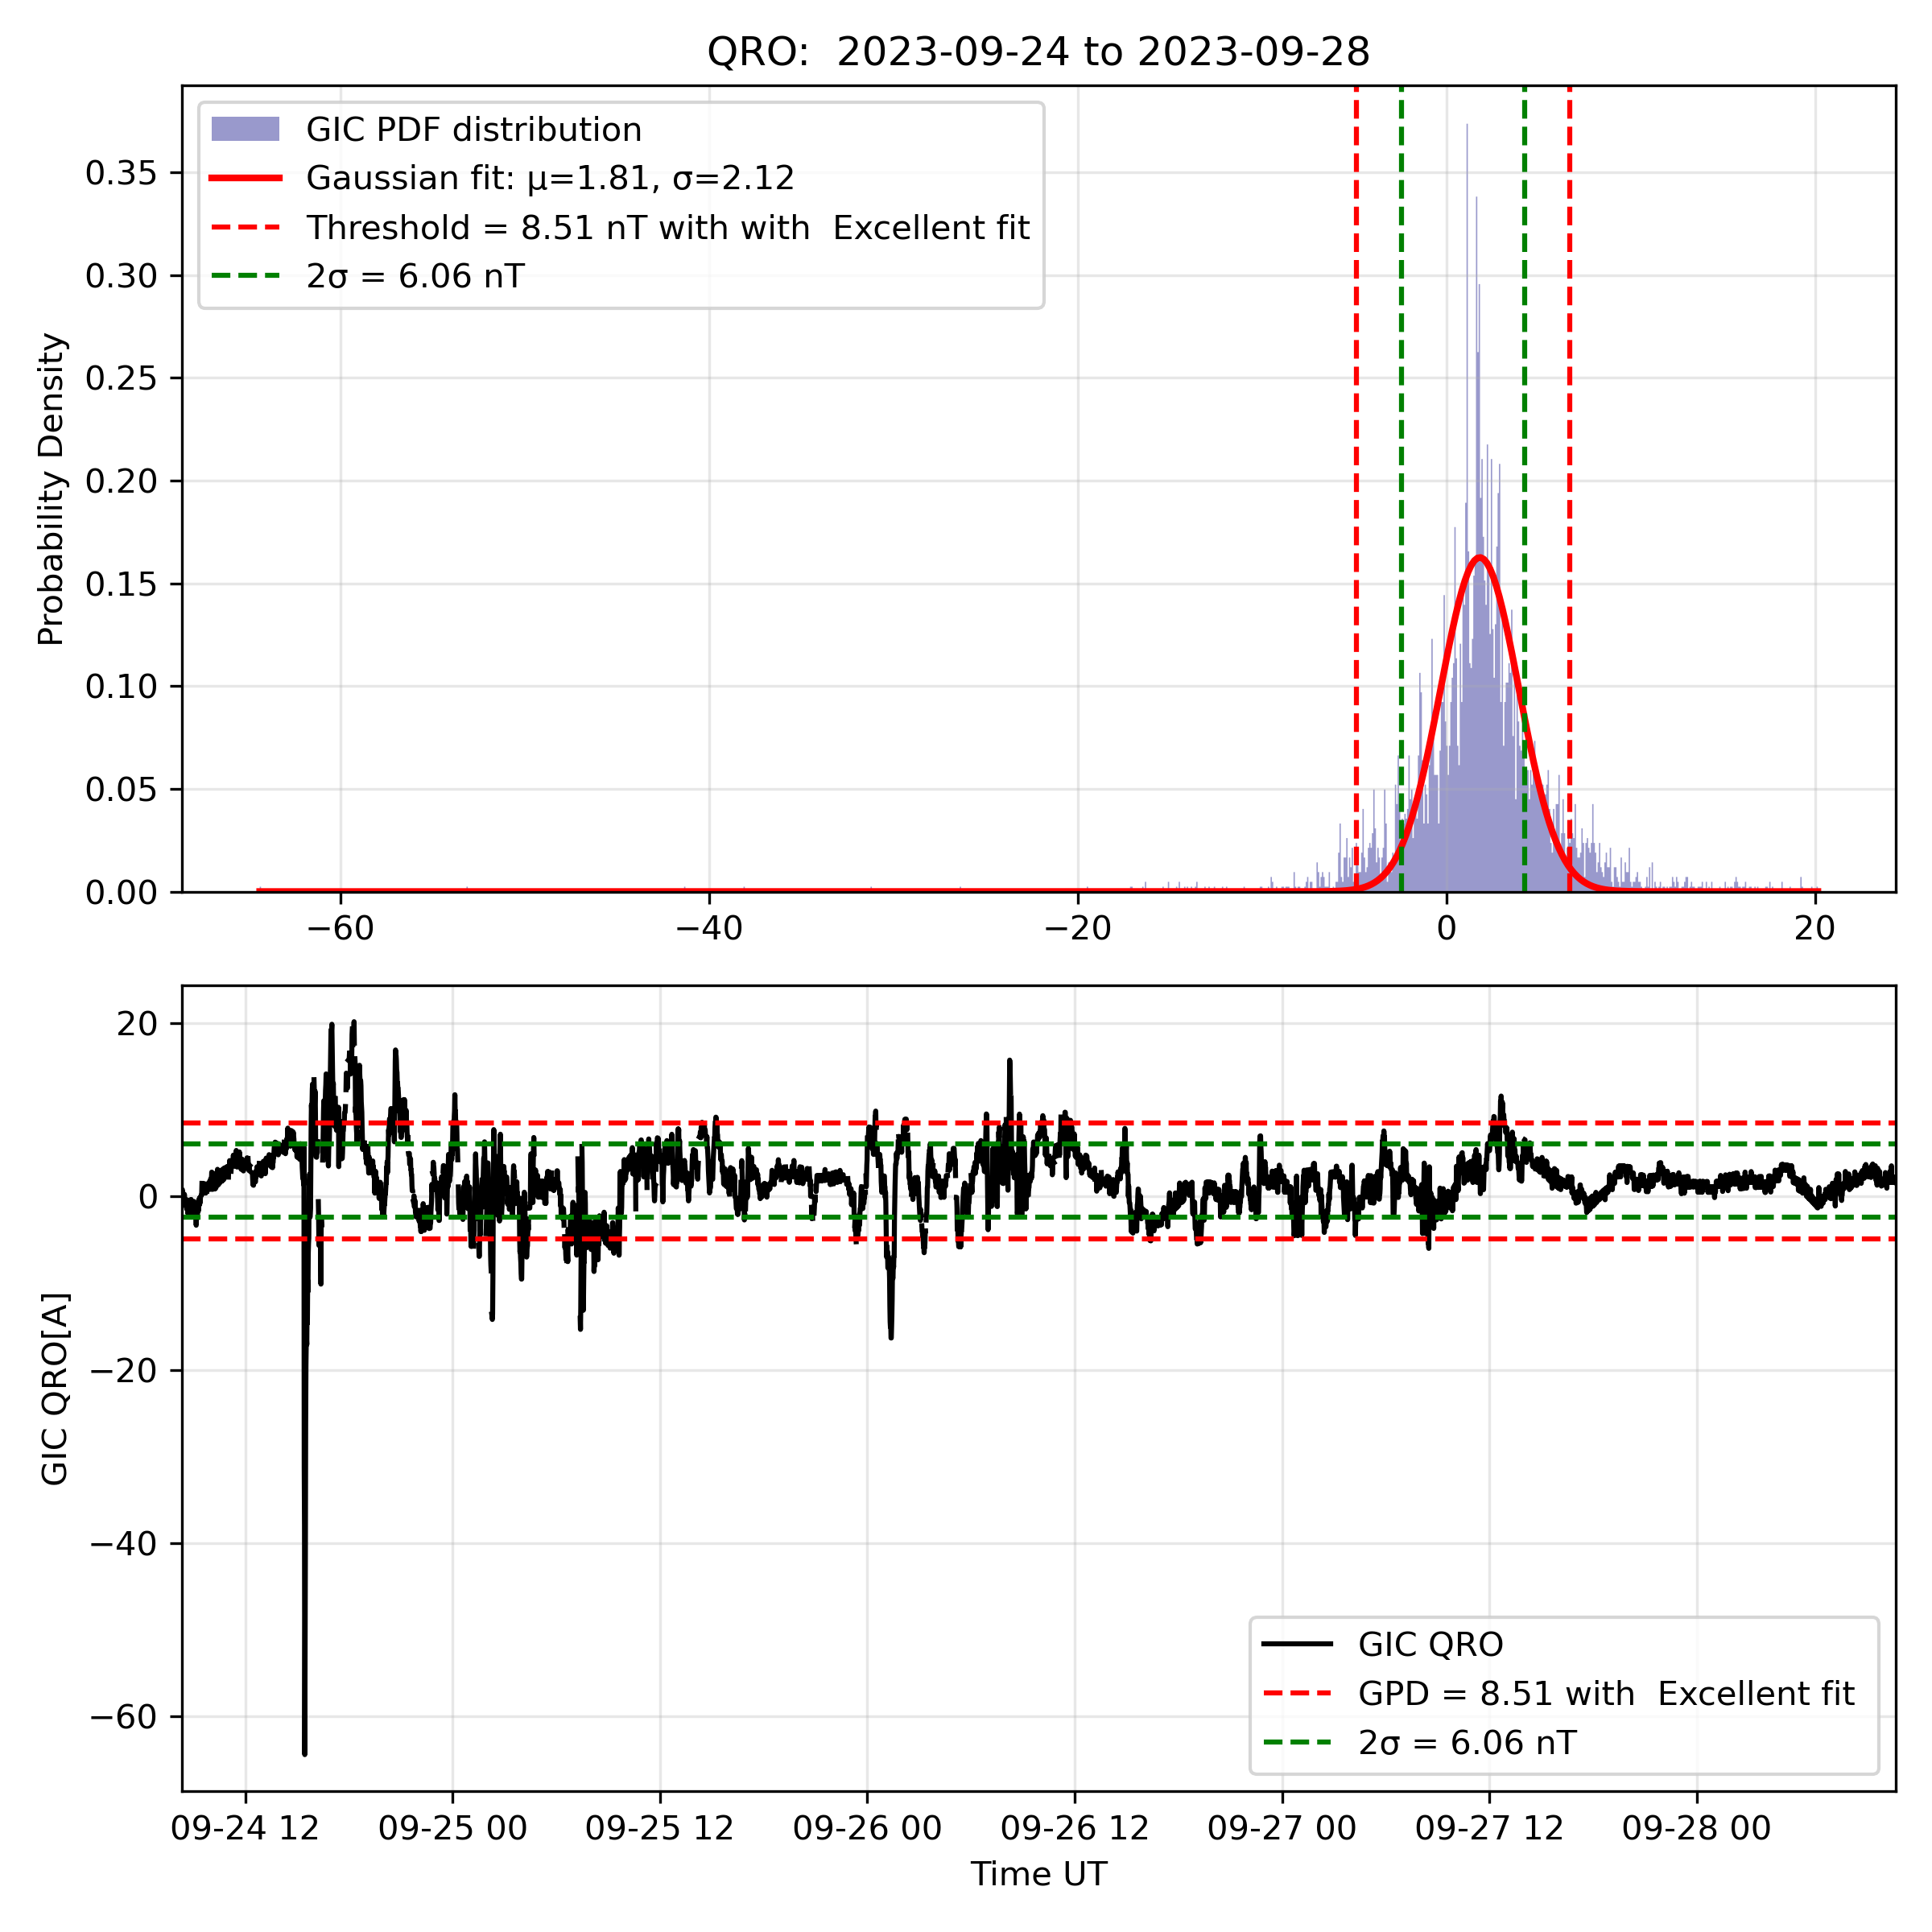 QRO:  2023-09-24 to 2023-09-28
GIC PDF distribution
Gaussian fit: μ=1.81, σ=2.12
Threshold = 8.51 nT with with  Excellent fit
2σ = 6.06 nT
Probability Density
0.35
0.30
0.25
0.20
0.15
0.10
0.05
0.00
−60
−40
−20
0
20
GIC QRO[A]
20
0
−20
−40
−60
GIC QRO
GPD = 8.51 with  Excellent fit
2σ = 6.06 nT
09-24 12
09-25 00
09-25 12
09-26 00
09-26 12
09-27 00
09-27 12
09-28 00
Time UT